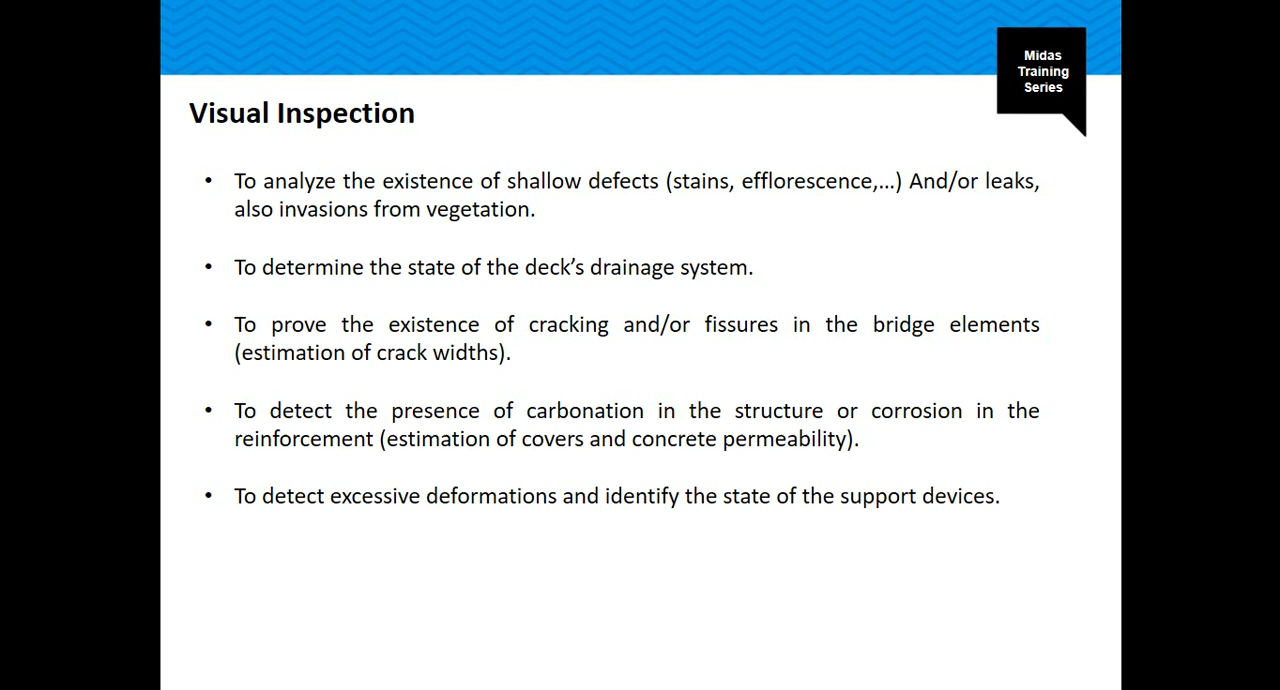 Midas
Training
Series
Visual Inspection
• To analyze the existence of shallow defects (stains, efflorescence,...) And/or leaks,
also invasions from vegetation.
• To determine the state of the deck’s drainage system.
• To prove the existence of cracking and/or fissures in the bridge elements
(estimation of crack widths).
• To detect the presence of carbonation in the structure or corrosion in the
reinforcement (estimation of covers and concrete permeability).
• To detect excessive deformations and identify the state of the support devices.